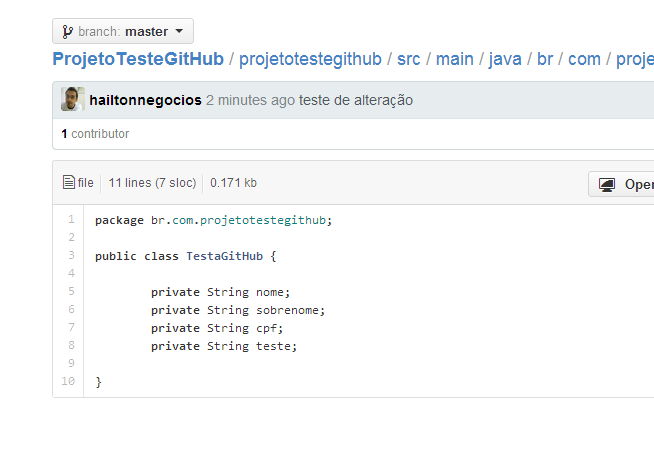 branch: master
ProjetoTesteGitHub / projetotestegithub / src / main / java / br / com / proje
hailtonnegocios 2 minutes ago teste de alteração
1 contributor
file 11 lines (7 sloc) 0.171 kb Open
1 package br.com.projetotestegithub;
2
3 public class TestaGitHub {
4
5 private String nome;
6 private String sobrenome;
7 private String cpf;
8 private String teste;
9
10 }